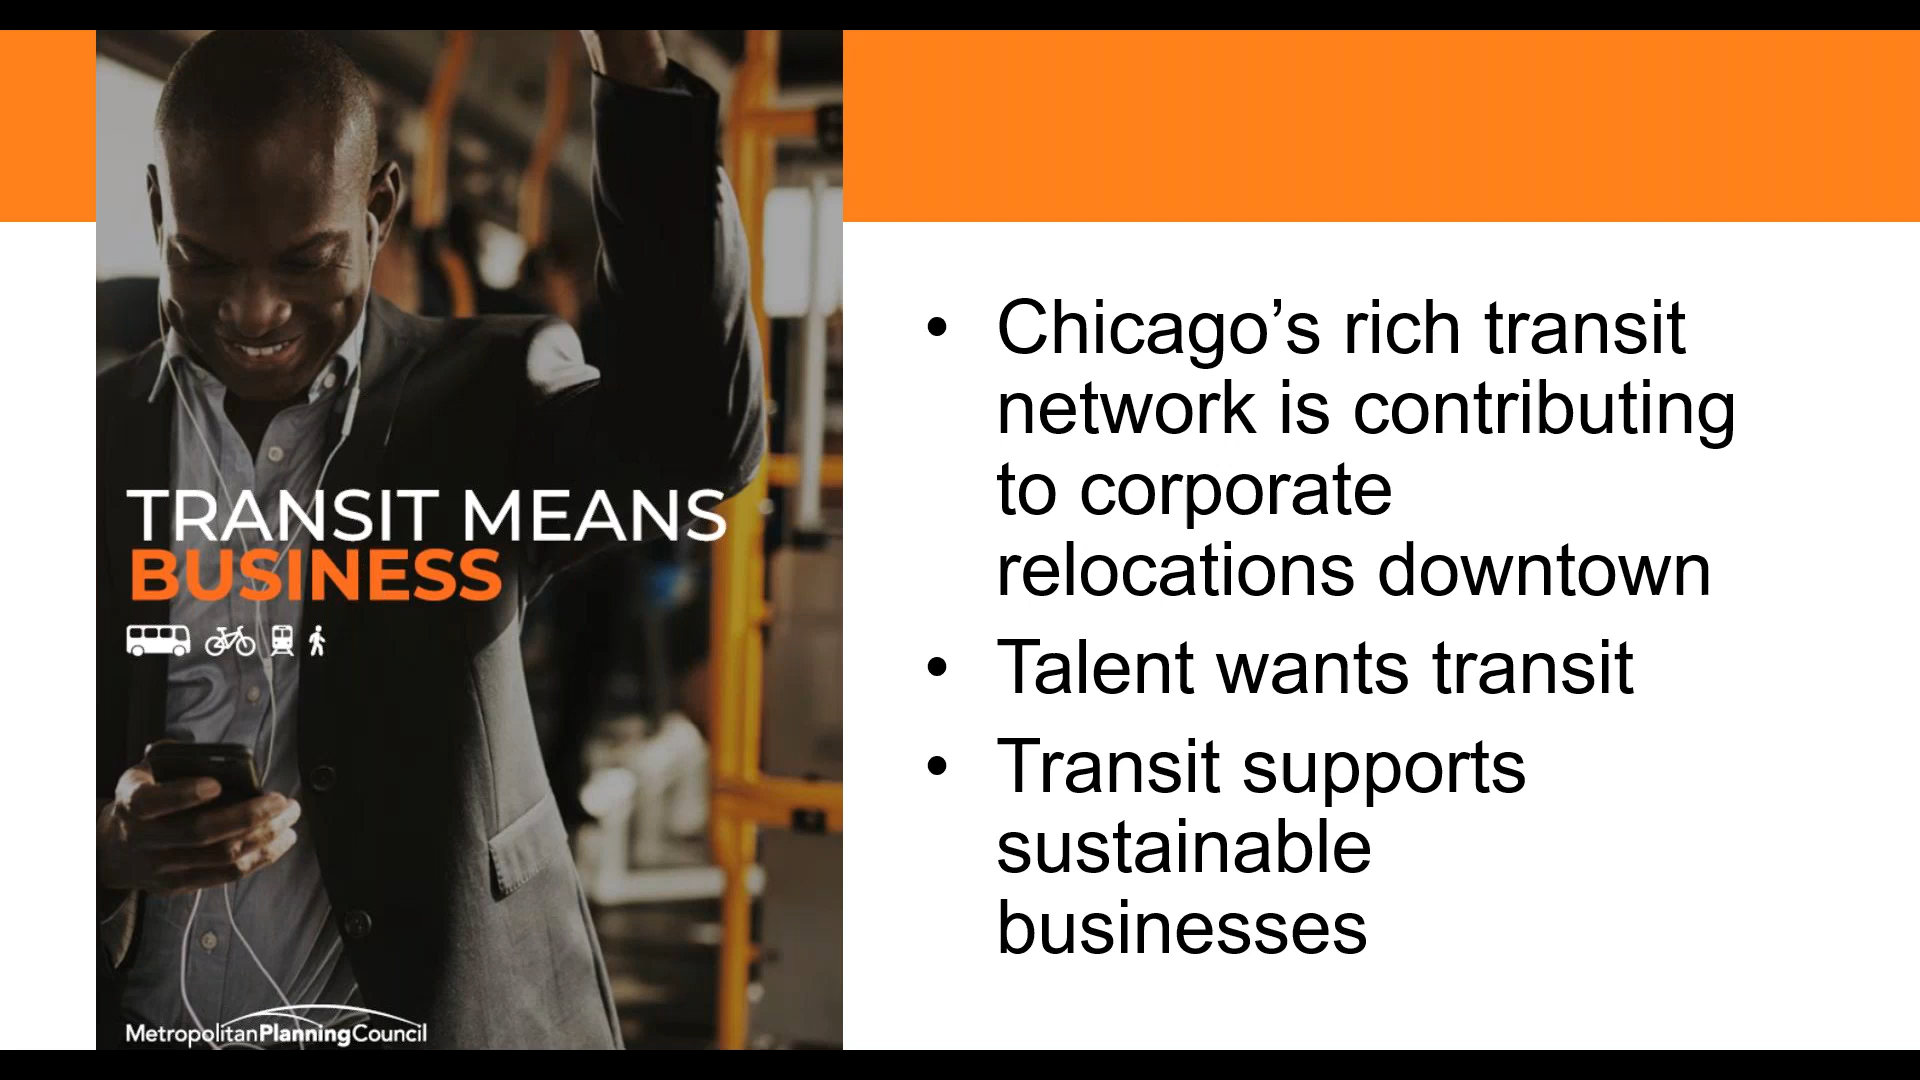 TRANSIT MEANS
BUSINESS
MetropolitanPlanningCouncil
• Chicago’s rich transit
network is contributing
to corporate
relocations downtown
• Talent wants transit
• Transit supports
sustainable
businesses